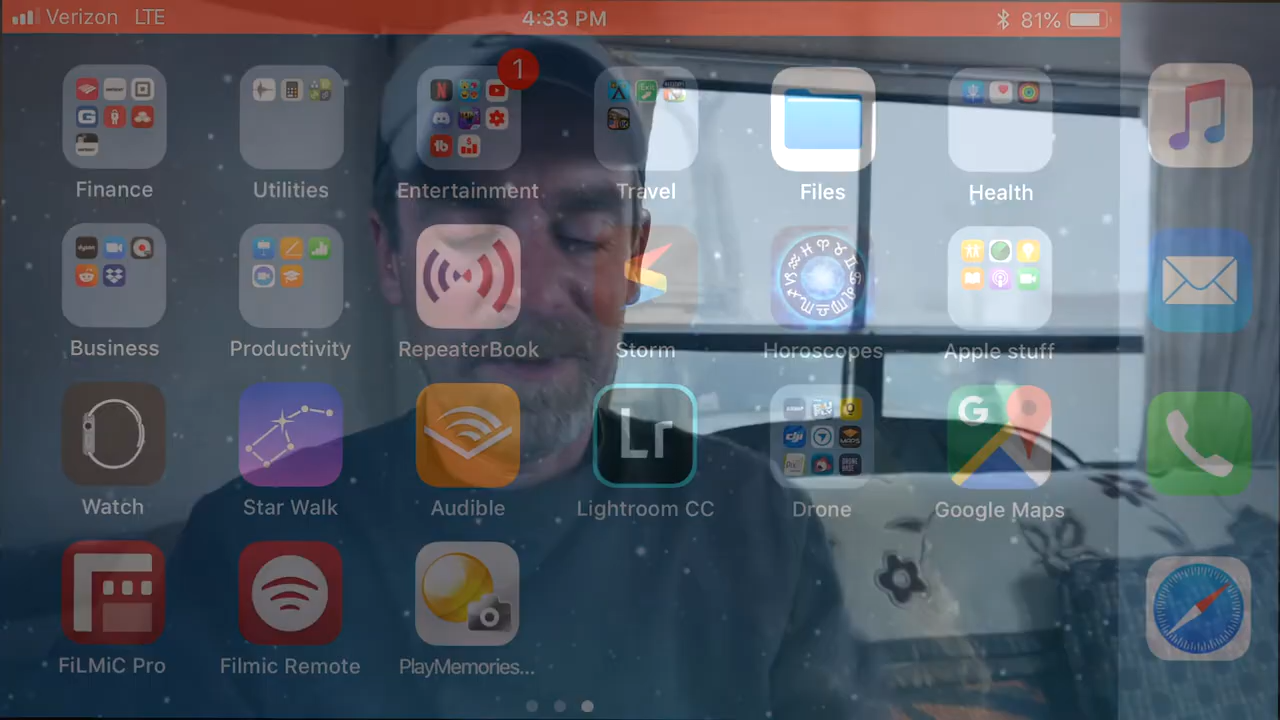 Verizon LTE 4:33 PM 81%
1
Finance Utilities Entertainment Travel Files Health
Business Productivity RepeaterBook Storm Horoscopes Apple stuff
Lr G
Watch Star Walk Audible Lightroom CC Drone Google Maps
FiLMiC Pro Filmic Remote PlayMemories...